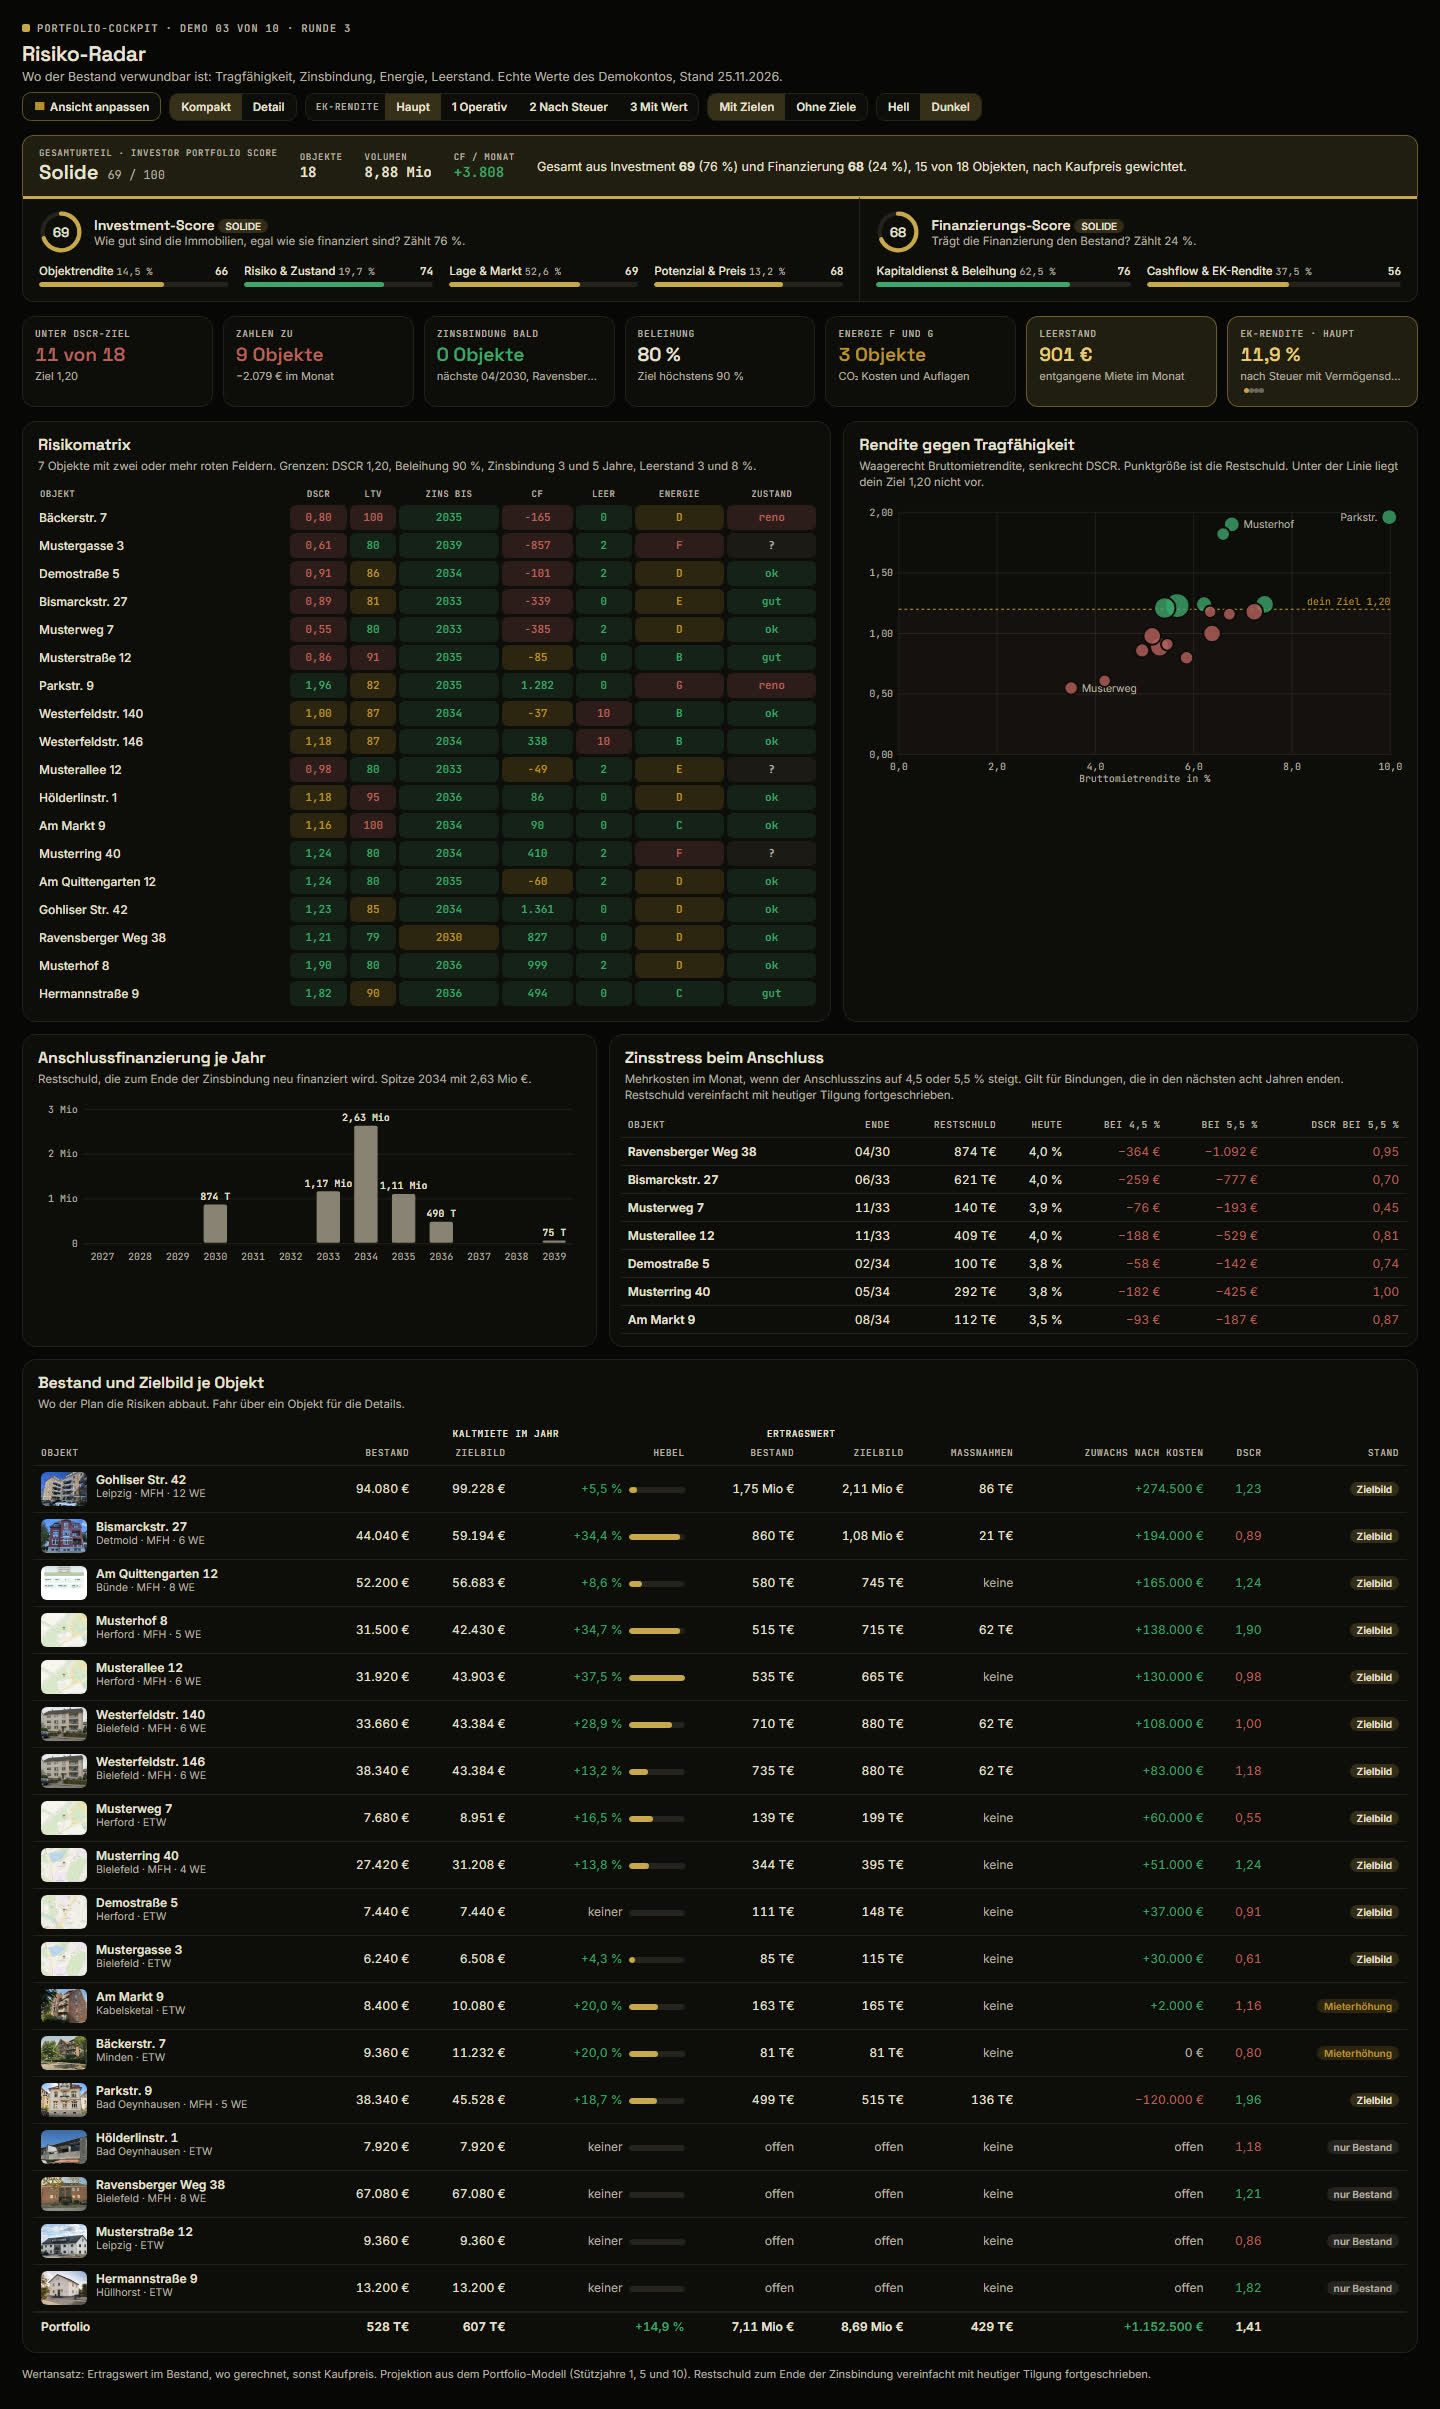 PORTFOLIO-COCKPIT · DEMO 03 VON 10 · RUNDE 3
Risiko-Radar
Wo der Bestand verwundbar ist: Tragfähigkeit, Zinsbindung, Energie, Leerstand. Echte Werte des Demokontos, Stand 25.11.2026.
Ansicht anpassen Kompakt Detail EK-RENDITE Haupt 1 Operativ 2 Nach Steuer 3 Mit Wert Mit Zielen Ohne Ziele Hell Dunkel
GESAMTURTEIL · INVESTOR PORTFOLIO SCORE OBJEKTE VOLUMEN CF / MONAT
Solide 69 / 100 18 8,88 Mio +3.808
Gesamt aus Investment 69 (76 %) und Finanzierung 68 (24 %), 15 von 18 Objekten, nach Kaufpreis gewichtet.
69 Investment-Score SOLIDE
Wie gut sind die Immobilien, egal wie sie finanziert sind? Zählt 76 %.
Objektrendite 14,5 % 66 Risiko & Zustand 19,7 % 74 Lage & Markt 52,6 % 69 Potenzial & Preis 13,2 % 68
68 Finanzierungs-Score SOLIDE
Trägt die Finanzierung den Bestand? Zählt 24 %.
Kapitaldienst & Beleihung 62,5 % 76 Cashflow & EK-Rendite 37,5 % 56
UNTER DSCR-ZIEL
11 von 18
Ziel 1,20
ZAHLEN ZU
9 Objekte
−2.079 € im Monat
ZINSBINDUNG BALD
0 Objekte
nächste 04/2030, Ravensber...
BELEIHUNG
80 %
Ziel höchstens 90 %
ENERGIE F UND G
3 Objekte
CO₂ Kosten und Auflagen
LEERSTAND
901 €
entgangene Miete im Monat
EK-RENDITE · HAUPT
11,9 %
nach Steuer mit Vermögensd...
Risikomatrix
7 Objekte mit zwei oder mehr roten Feldern. Grenzen: DSCR 1,20, Beleihung 90 %, Zinsbindung 3 und 5 Jahre, Leerstand 3 und 8 %.
OBJEKT DSCR LTV ZINS BIS CF LEER ENERGIE ZUSTAND
Bäckerstr. 7 0,80 100 2035 -165 0 D reno
Mustergasse 3 0,61 80 2039 -857 2 F ?
Demostraße 5 0,91 86 2034 -101 2 D ok
Bismarckstr. 27 0,89 81 2033 -339 0 E gut
Musterweg 7 0,55 80 2033 -385 2 D ok
Musterstraße 12 0,86 91 2035 -85 0 B gut
Parkstr. 9 1,96 82 2035 1.282 0 G reno
Westerfeldstr. 140 1,00 87 2034 -37 10 B ok
Westerfeldstr. 146 1,18 87 2034 338 10 B ok
Musterallee 12 0,98 80 2033 -49 2 E ?
Hölderlinstr. 1 1,18 95 2036 86 0 D ok
Am Markt 9 1,16 100 2034 90 0 C ok
Musterring 40 1,24 80 2034 410 2 F ?
Am Quittengarten 12 1,24 80 2035 -60 2 D ok
Gohliser Str. 42 1,23 85 2034 1.361 0 D ok
Ravensberger Weg 38 1,21 79 2030 827 0 D ok
Musterhof 8 1,90 80 2036 999 2 D ok
Hermannstraße 9 1,82 90 2036 494 0 C gut
Rendite gegen Tragfähigkeit
Waagerecht Bruttomietrendite, senkrecht DSCR. Punktgröße ist die Restschuld. Unter der Linie liegt
dein Ziel 1,20 nicht vor.
2,00
Musterhof Parkstr.
1,50
dein Ziel 1,20
1,00
0,50
Musterweg
0,00
0,0 2,0 4,0 6,0 8,0 10,0
Bruttomietrendite in %
Anschlussfinanzierung je Jahr
Restschuld, die zum Ende der Zinsbindung neu finanziert wird. Spitze 2034 mit 2,63 Mio €.
3 Mio
2,63 Mio
2 Mio
1,17 Mio 1,11 Mio
1 Mio
874 T
490 T
75 T
0
2027 2028 2029 2030 2031 2032 2033 2034 2035 2036 2037 2038 2039
Zinsstress beim Anschluss
Mehrkosten im Monat, wenn der Anschlusszins auf 4,5 oder 5,5 % steigt. Gilt für Bindungen, die in den nächsten acht Jahren enden.
Restschuld vereinfacht mit heutiger Tilgung fortgeschrieben.
OBJEKT ENDE RESTSCHULD HEUTE BEI 4,5 % BEI 5,5 % DSCR BEI 5,5 %
Ravensberger Weg 38 04/30 874 T€ 4,0 % −364 € −1.092 € 0,95
Bismarckstr. 27 06/33 621 T€ 4,0 % −259 € −777 € 0,70
Musterweg 7 11/33 140 T€ 3,9 % −76 € −193 € 0,45
Musterallee 12 11/33 409 T€ 4,0 % −188 € −529 € 0,81
Demostraße 5 02/34 100 T€ 3,8 % −58 € −142 € 0,74
Musterring 40 05/34 292 T€ 3,8 % −182 € −425 € 1,00
Am Markt 9 08/34 112 T€ 3,5 % −93 € −187 € 0,87
Bestand und Zielbild je Objekt
Wo der Plan die Risiken abbaut. Fahr über ein Objekt für die Details.
KALTMIETE IM JAHR ERTRAGSWERT
OBJEKT BESTAND ZIELBILD HEBEL BESTAND ZIELBILD MASSNAHMEN ZUWACHS NACH KOSTEN DSCR STAND
Gohliser Str. 42 94.080 € 99.228 € +5,5 % 1,75 Mio € 2,11 Mio € 86 T€ +274.500 € 1,23 Zielbild
Leipzig · MFH · 12 WE
Bismarckstr. 27 44.040 € 59.194 € +34,4 % 860 T€ 1,08 Mio € 21 T€ +194.000 € 0,89 Zielbild
Detmold · MFH · 6 WE
Am Quittengarten 12 52.200 € 56.683 € +8,6 % 580 T€ 745 T€ keine +165.000 € 1,24 Zielbild
Bünde · MFH · 8 WE
Musterhof 8 31.500 € 42.430 € +34,7 % 515 T€ 715 T€ 62 T€ +138.000 € 1,90 Zielbild
Herford · MFH · 5 WE
Musterallee 12 31.920 € 43.903 € +37,5 % 535 T€ 665 T€ keine +130.000 € 0,98 Zielbild
Herford · MFH · 6 WE
Westerfeldstr. 140 33.660 € 43.384 € +28,9 % 710 T€ 880 T€ 62 T€ +108.000 € 1,00 Zielbild
Bielefeld · MFH · 6 WE
Westerfeldstr. 146 38.340 € 43.384 € +13,2 % 735 T€ 880 T€ 62 T€ +83.000 € 1,18 Zielbild
Bielefeld · MFH · 6 WE
Musterweg 7 7.680 € 8.951 € +16,5 % 139 T€ 199 T€ keine +60.000 € 0,55 Zielbild
Herford · ETW
Musterring 40 27.420 € 31.208 € +13,8 % 344 T€ 395 T€ keine +51.000 € 1,24 Zielbild
Bielefeld · MFH · 4 WE
Demostraße 5 7.440 € 7.440 € keiner 111 T€ 148 T€ keine +37.000 € 0,91 Zielbild
Herford · ETW
Mustergasse 3 6.240 € 6.508 € +4,3 % 85 T€ 115 T€ keine +30.000 € 0,61 Zielbild
Bielefeld · ETW
Am Markt 9 8.400 € 10.080 € +20,0 % 163 T€ 165 T€ keine +2.000 € 1,16 Mieterhöhung
Kabelsketal · ETW
Bäckerstr. 7 9.360 € 11.232 € +20,0 % 81 T€ 81 T€ keine 0 € 0,80 Mieterhöhung
Minden · ETW
Parkstr. 9 38.340 € 45.528 € +18,7 % 499 T€ 515 T€ 136 T€ −120.000 € 1,96 Zielbild
Bad Oeynhausen · MFH · 5 WE
Hölderlinstr. 1 7.920 € 7.920 € keiner offen offen keine offen 1,18 nur Bestand
Bad Oeynhausen · ETW
Ravensberger Weg 38 67.080 € 67.080 € keiner offen offen keine offen 1,21 nur Bestand
Bielefeld · MFH · 8 WE
Musterstraße 12 9.360 € 9.360 € keiner offen offen keine offen 0,86 nur Bestand
Leipzig · ETW
Hermannstraße 9 13.200 € 13.200 € keiner offen offen keine offen 1,82 nur Bestand
Hüllhorst · ETW
Portfolio 528 T€ 607 T€ +14,9 % 7,11 Mio € 8,69 Mio € 429 T€ +1.152.500 € 1,41
Wertansatz: Ertragswert im Bestand, wo gerechnet, sonst Kaufpreis. Projektion aus dem Portfolio-Modell (Stützjahre 1, 5 und 10). Restschuld zum Ende der Zinsbindung vereinfacht mit heutiger Tilgung fortgeschrieben.